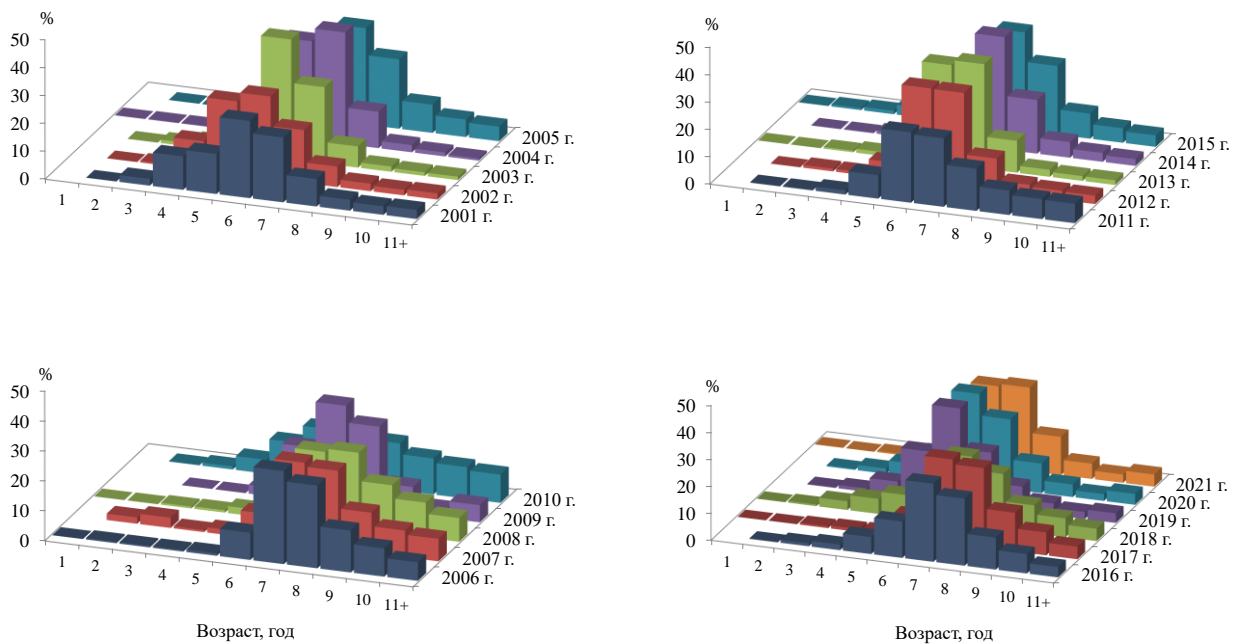 %
50
40
30
20
10
0
1 2 3 4 5 6 7 8 9 10 11+
2005 г.
2004 г.
2003 г.
2002 г.
2001 г.
%
50
40
30
20
10
0
1 2 3 4 5 6 7 8 9 10 11+
2015 г.
2014 г.
2013 г.
2012 г.
2011 г.
%
50
40
30
20
10
0
1 2 3 4 5 6 7 8 9 10 11+
2010 г.
2009 г.
2008 г.
2007 г.
2006 г.
Возраст, год
%
50
40
30
20
10
0
1 2 3 4 5 6 7 8 9 10 11+
2021 г.
2020 г.
2019 г.
2018 г.
2017 г.
2016 г.
Возраст, год